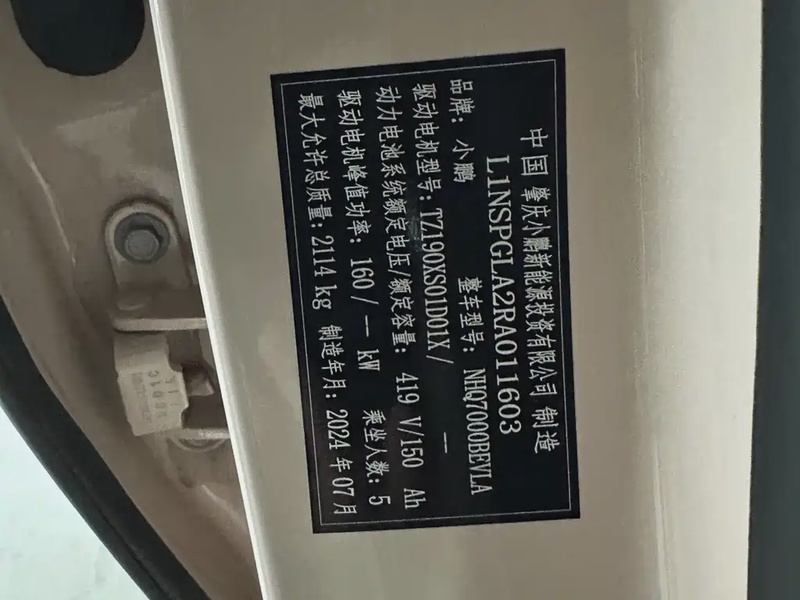 中国 肇庆小鹏新能源投资有限公司 制造
L1NSPGLA2RA011603
品牌: 小鹏 整车型号: NHQ7000BEVLA
驱动电机型号: TZ190XS01D01X/ —
动力电池系统额定电压/额定容量: 419 V/150 Ah
驱动电机峰值功率: 160/ — kW 乘坐人数: 5
最大允许总质量: 2114 kg 制造年月: 2024 年 07 月